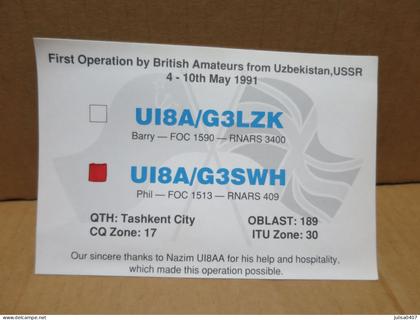 First Operation by British Amateurs from Uzbekistan,USSR
4 - 10th May 1991
UI8A/G3LZK
Barry — FOC 1590 — RNARS 3400
UI8A/G3SWH
Phil — FOC 1513 — RNARS 409
QTH: Tashkent City
OBLAST: 189
CQ Zone: 17
ITU Zone: 30
Our sincere thanks to Nazim UI8AA for his help and hospitality,
which made this operation possible.
delcampe.net
julsa0417